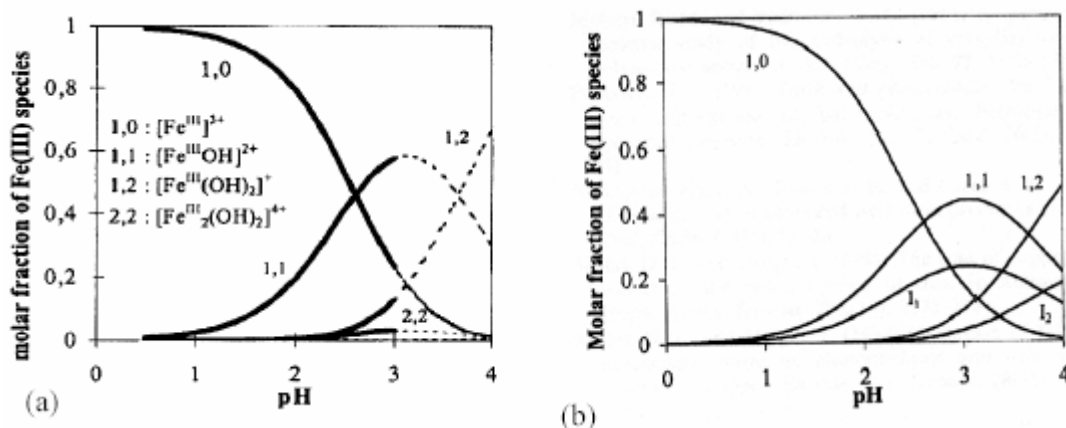 molar fraction of Fe(III) species
1
0,8
0,6
0,4
0,2
0
1,0
1,0 : [Fe^III]^3+
1,1 : [Fe^IIIOH]^2+
1,2 : [Fe^III(OH)₂]^+
2,2 : [Fe^III₂(OH)₂]^4+
1,2
1,1
2,2
0 1 2 3 4
pH
(a)
Molar fraction of Fe(III) species
1
0.8
0.6
0.4
0.2
0
1,0
1,1
1,2
I₁
I₂
0 1 2 3 4
pH
(b)